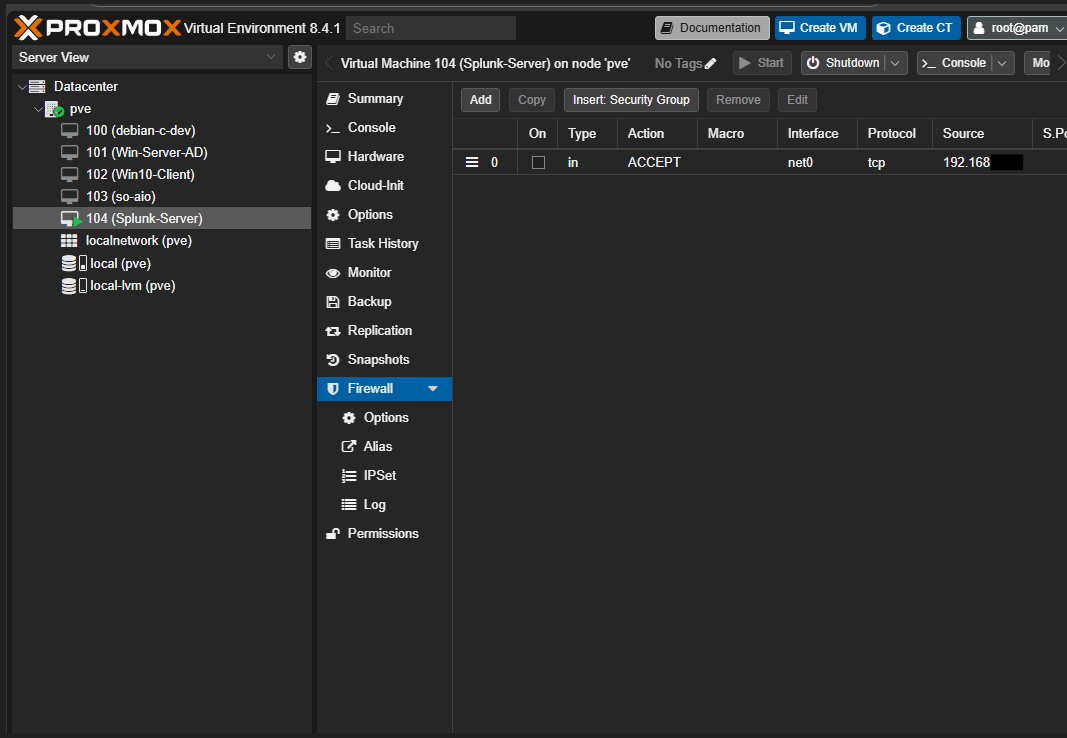 PROXMOX Virtual Environment 8.4.1 Search Documentation Create VM Create CT root@pam
Server View
Datacenter
pve
100 (debian-c-dev)
101 (Win-Server-AD)
102 (Win10-Client)
103 (so-aio)
104 (Splunk-Server)
localnetwork (pve)
local (pve)
local-lvm (pve)
Virtual Machine 104 (Splunk-Server) on node 'pve' No Tags Start Shutdown Console Mo
Summary
Console
Hardware
Cloud-Init
Options
Task History
Monitor
Backup
Replication
Snapshots
Firewall
Options
Alias
IPSet
Log
Permissions
Add Copy Insert: Security Group Remove Edit
On Type Action Macro Interface Protocol Source S.Po
0 in ACCEPT net0 tcp 192.168